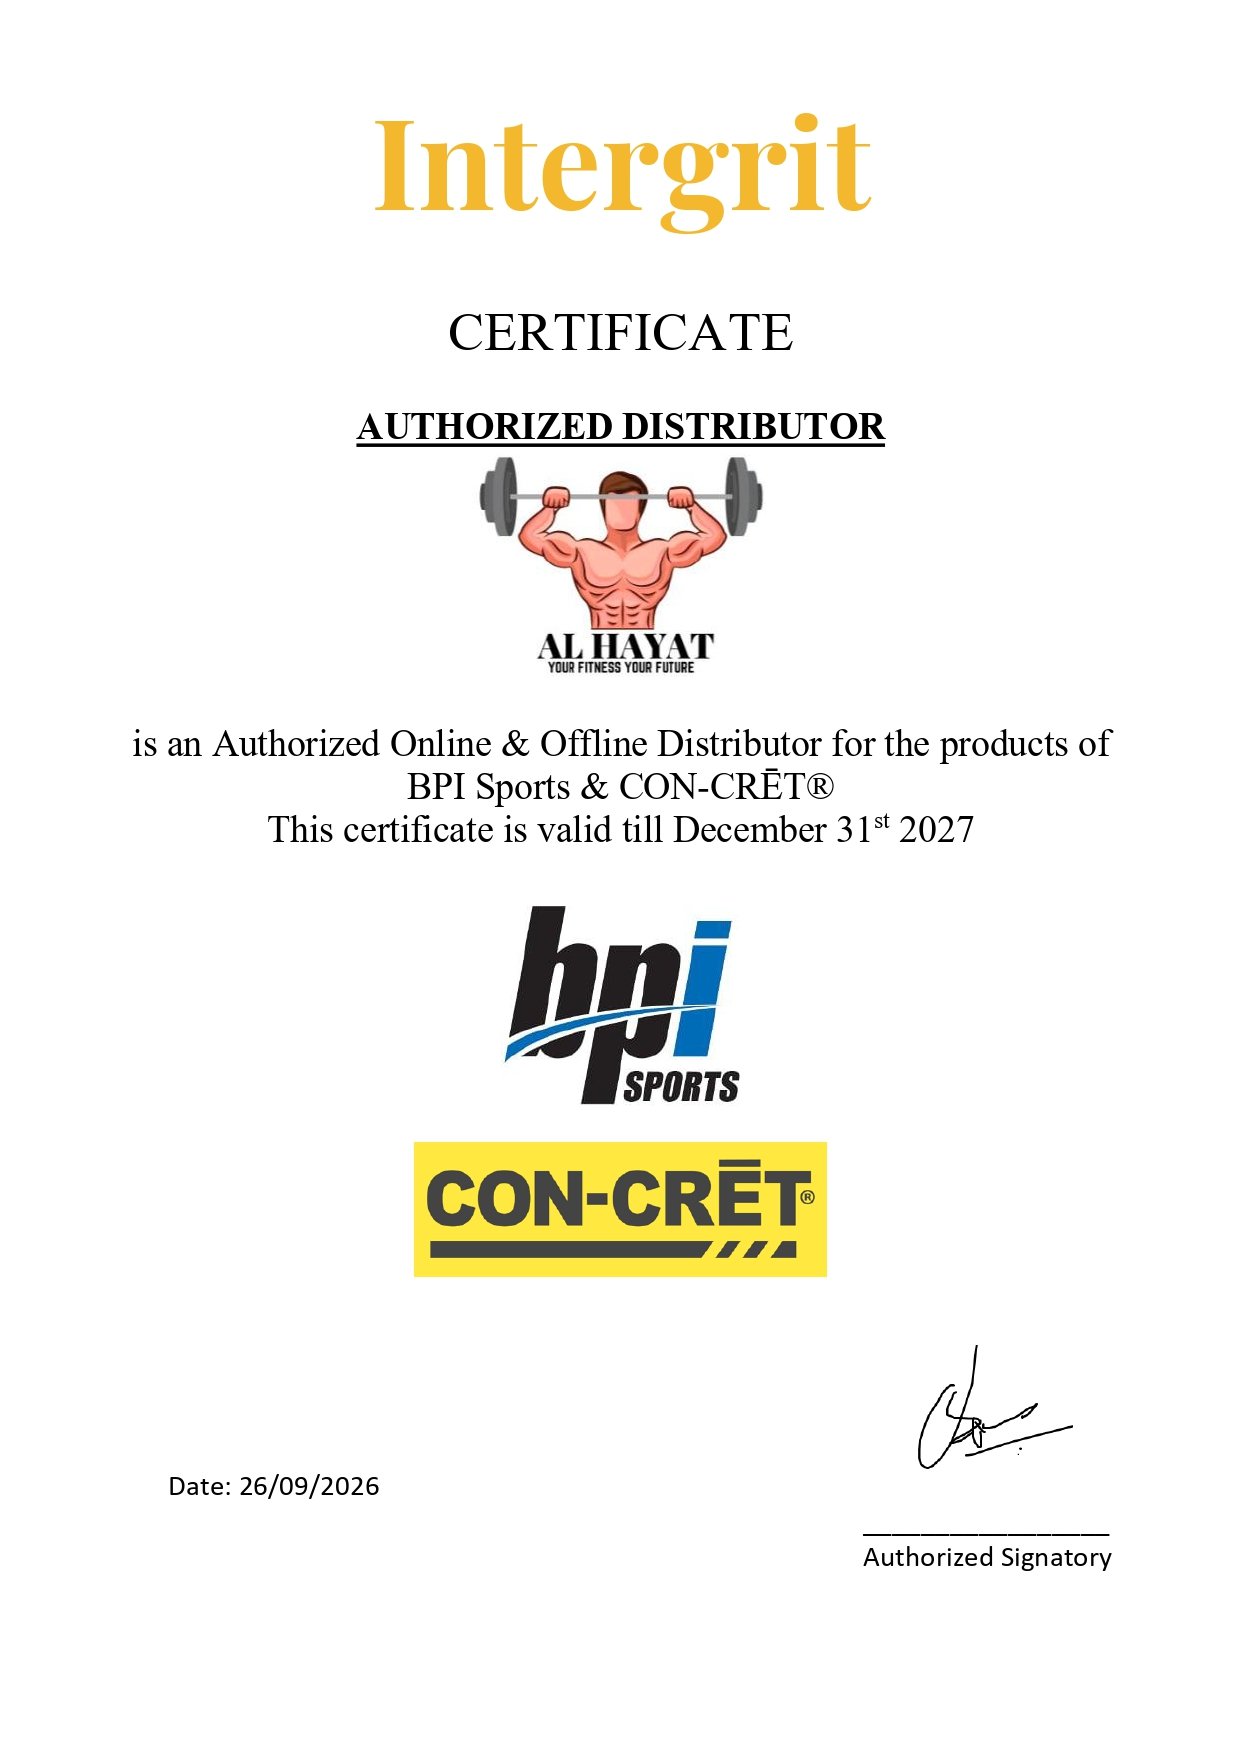 Intergrit
CERTIFICATE
AUTHORIZED DISTRIBUTOR
AL HAYAT
YOUR FITNESS YOUR FUTURE
is an Authorized Online & Offline Distributor for the products of
BPI Sports & CON-CRĒT®
This certificate is valid till December 31st 2027
bpi
SPORTS
CON-CRĒT®
Date: 26/09/2026
Authorized Signatory